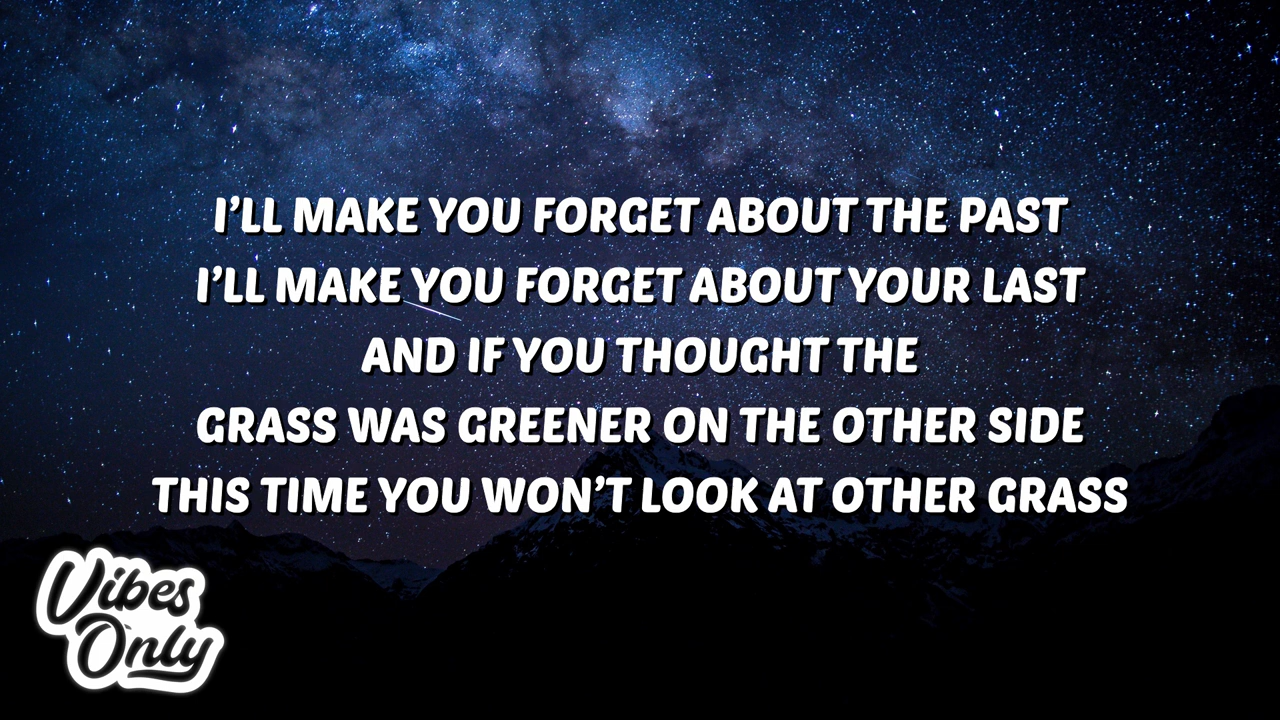 I'LL MAKE YOU FORGET ABOUT THE PAST
I'LL MAKE YOU FORGET ABOUT YOUR LAST
AND IF YOU THOUGHT THE
GRASS WAS GREENER ON THE OTHER SIDE
THIS TIME YOU WON'T LOOK AT OTHER GRASS
Vibes
Only